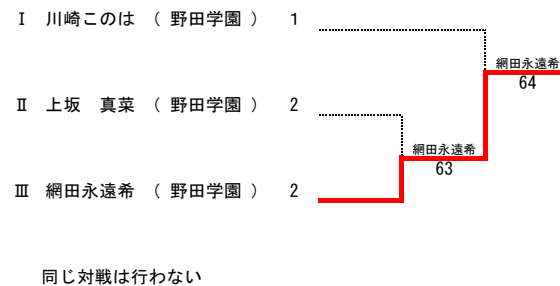 Ⅰ 川崎このは （ 野田学園 ） 1
網田永遠希
64
Ⅱ 上坂　真菜 （ 野田学園 ） 2
網田永遠希
63
Ⅲ 網田永遠希 （ 野田学園 ） 2
同じ対戦は行わない